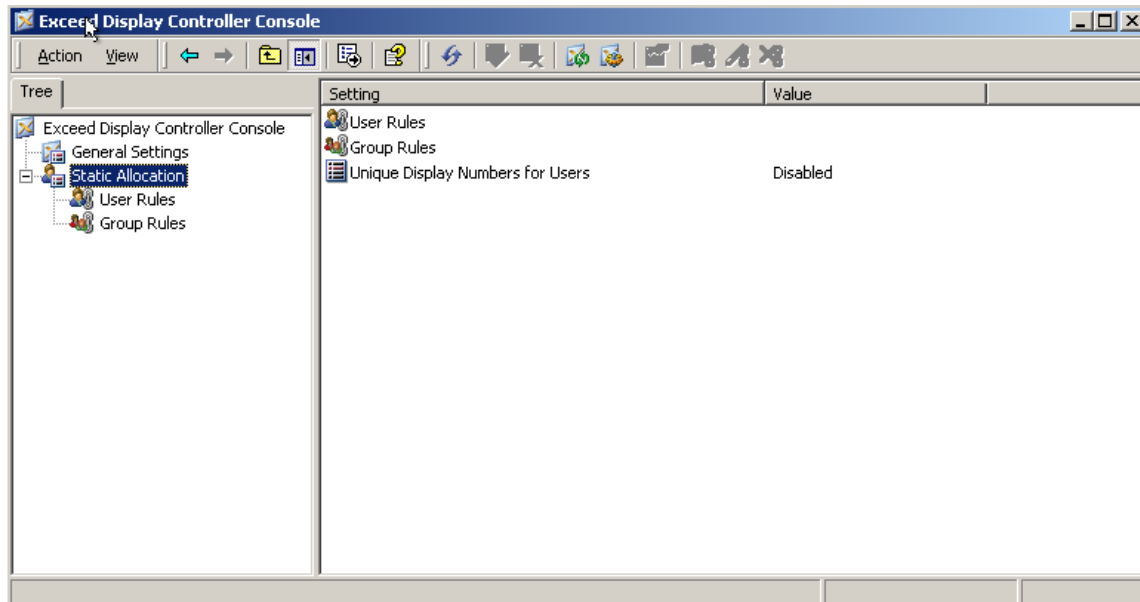 Exceed Display Controller Console
Action View
Tree
Exceed Display Controller Console
General Settings
Static Allocation
User Rules
Group Rules
Setting Value
User Rules
Group Rules
Unique Display Numbers for Users Disabled